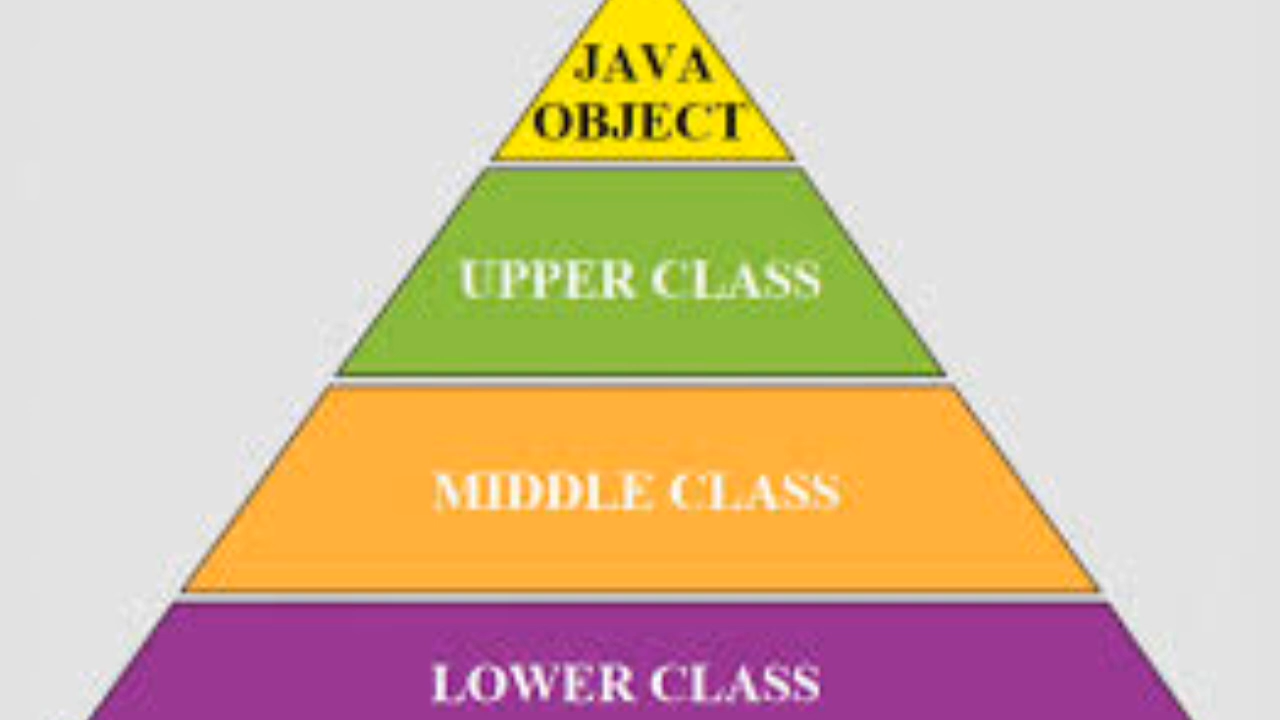 JAVA
OBJECT
UPPER CLASS
MIDDLE CLASS
LOWER CLASS